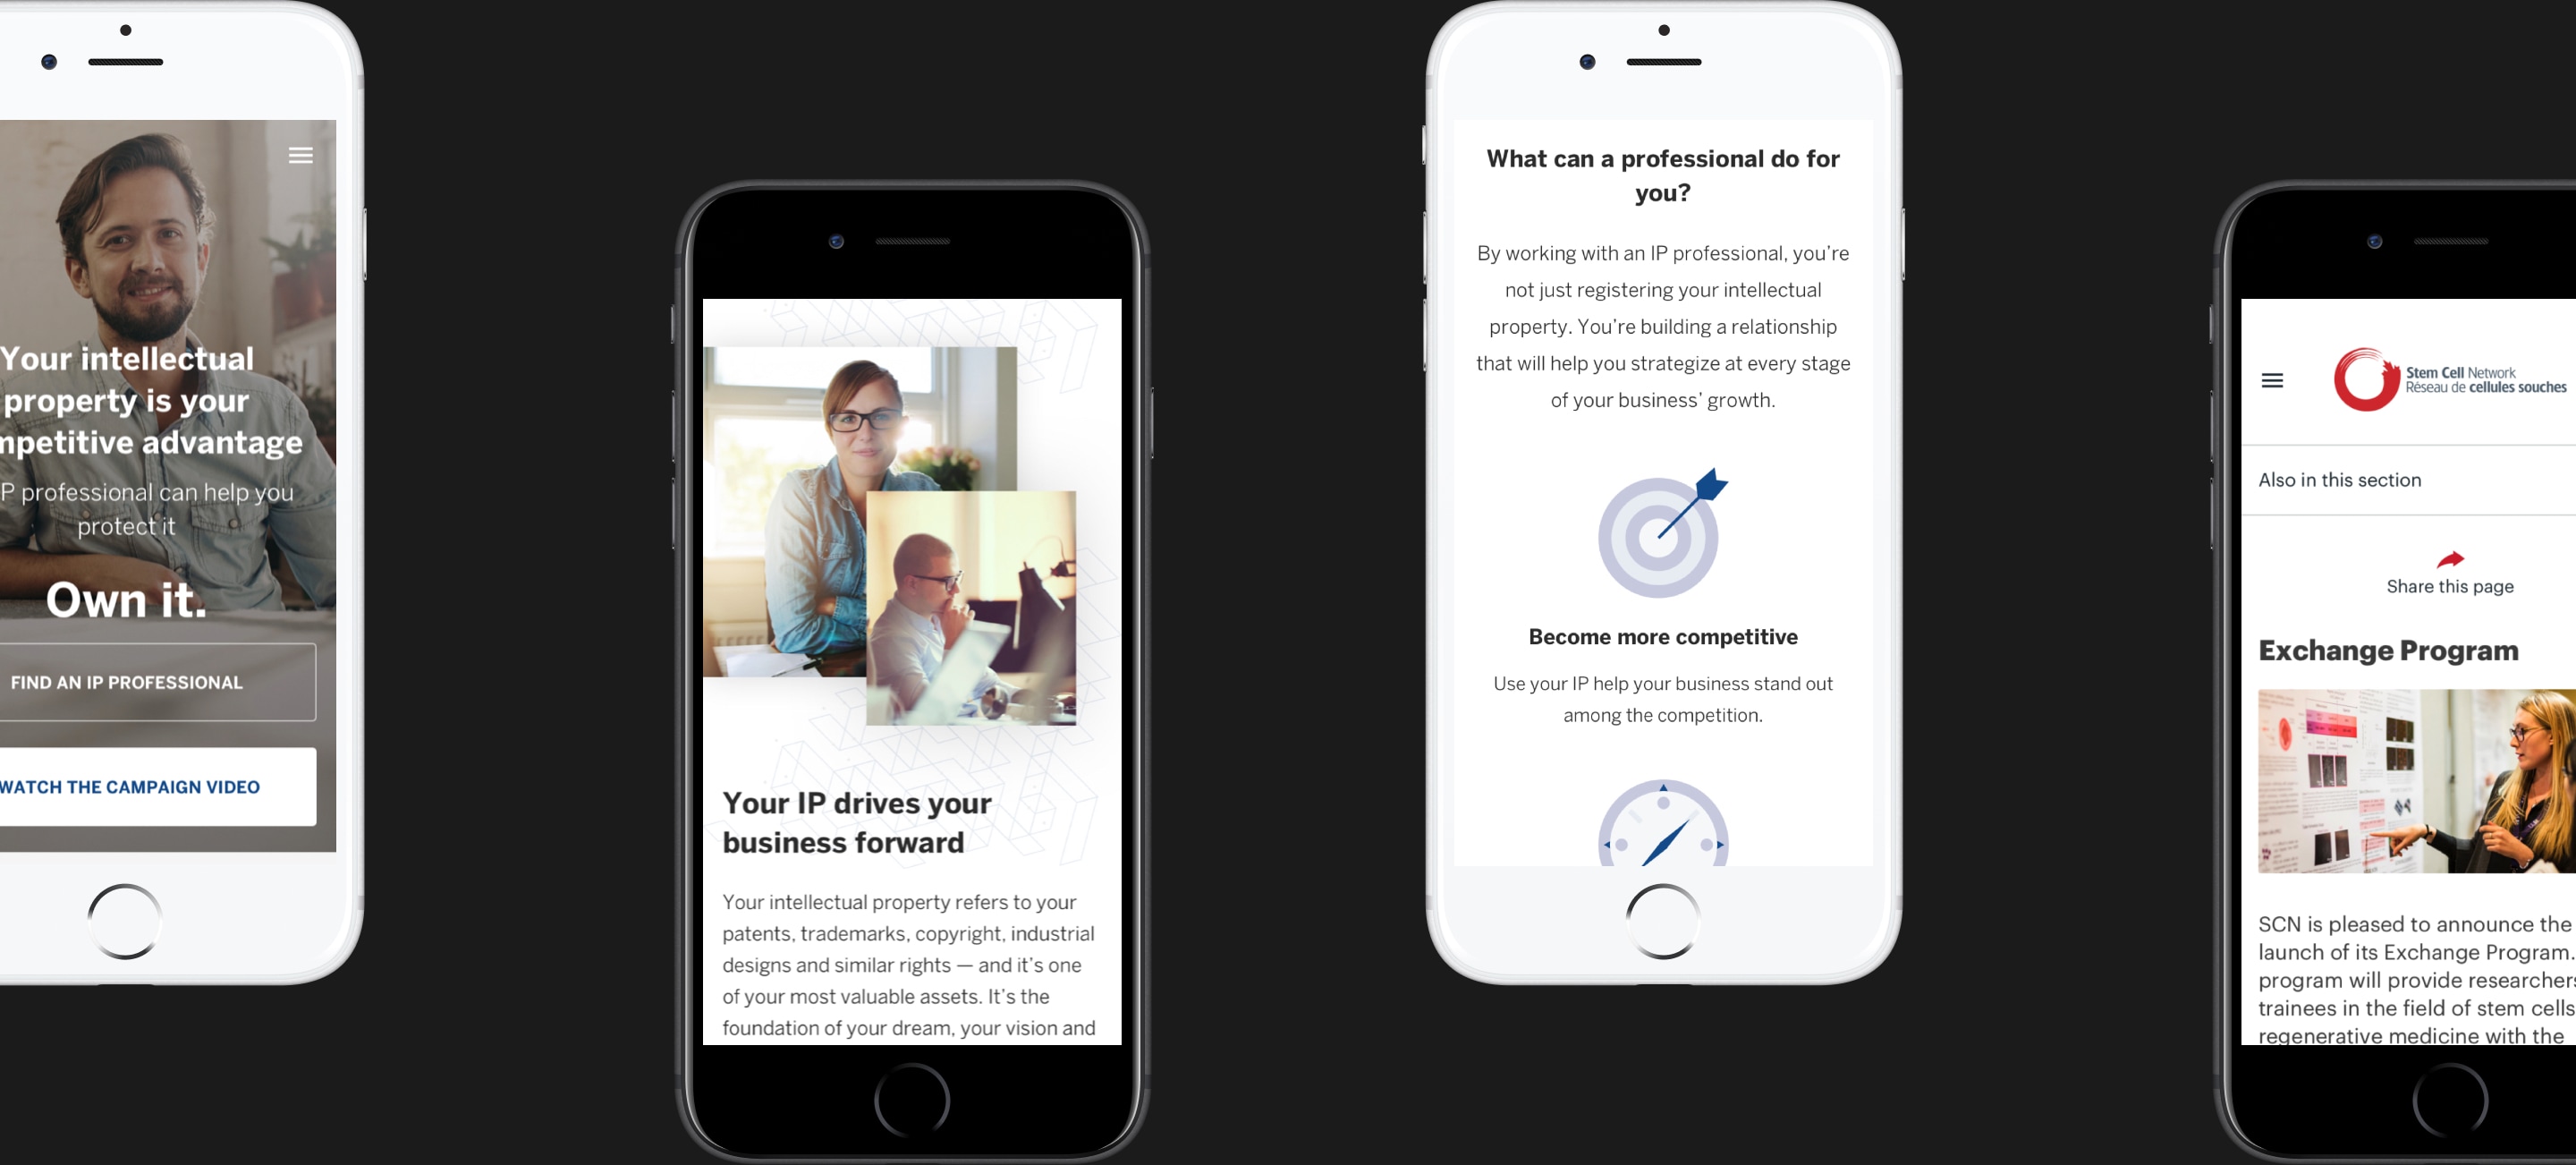 Your intellectual
property is your
advantage
professional can help you
protect it
Own it.
FIND AN IP PROFESSIONAL
WATCH THE CAMPAIGN VIDEO
Your IP drives your
business forward
Your intellectual property refers to your
patents, trademarks, copyright, industrial
designs and similar rights — and it's one
of your most valuable assets. It's the
foundation of your dream, your vision and
What can a professional do for
you?
By working with an IP professional, you're
not just registering your intellectual
property. You're building a relationship
that will help you strategize at every stage
of your business' growth.
Become more competitive
Use your IP help your business stand out
among the competition.
Stem Cell Network
Réseau de cellules souches
Also in this section
Share this page
Exchange Program
SCN is pleased to announce the
launch of its Exchange Program.
program will provide researchers
trainees in the field of stem cells
regenerative medicine with the